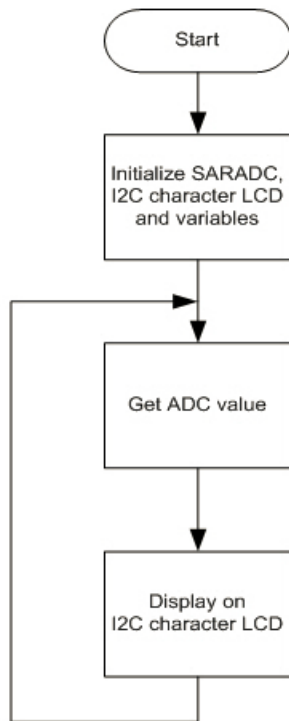 Start
Initialize SARADC,
I2C character LCD
and variables
Get ADC value
Display on
I2C character LCD